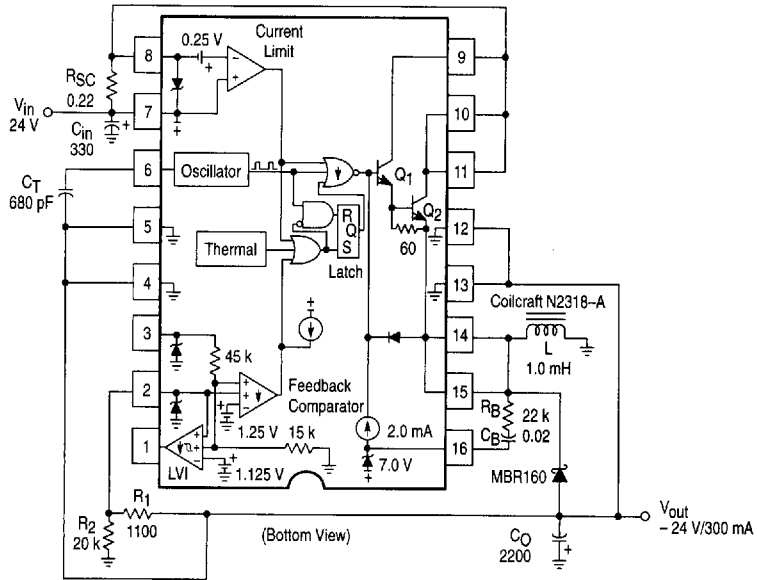 Current
Limit
0.25 V
+
8
9
RSC
0.22
Vin
24 V
7
10
Cin
330
+
CT
680 pF
6
Oscillator
Q1
11
5
R
Q
S
Q2
60
12
Thermal
Latch
4
13
Coilcraft N2318–A
L
1.0 mH
3
45 k
+
14
2
Feedback
Comparator
15
RB
22 k
CB
0.02
1.25 V
15 k
2.0 mA
1
LVI
1.125 V
7.0 V
16
MBR160
R1
1100
R2
20 k
(Bottom View)
CO
2200
+
Vout
– 24 V/300 mA